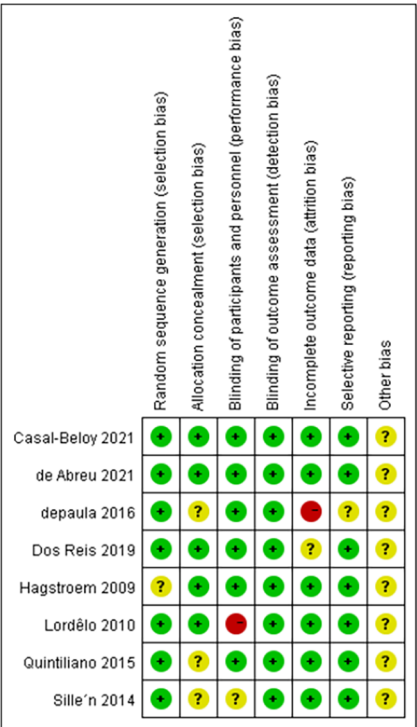 Random sequence generation (selection bias)
Allocation concealment (selection bias)
Blinding of participants and personnel (performance bias)
Blinding of outcome assessment (detection bias)
Incomplete outcome data (attrition bias)
Selective reporting (reporting bias)
Other bias
Casal-Beloy 2021 + + + + + + ?
de Abreu 2021 + + + + + + ?
depaula 2016 + ? + + - ? ?
Dos Reis 2019 + + + + ? + ?
Hagstroem 2009 ? + + + + + ?
Lordêlo 2010 + + - + + + ?
Quintiliano 2015 + ? + + + + ?
Sille´n 2014 + ? ? + + + ?